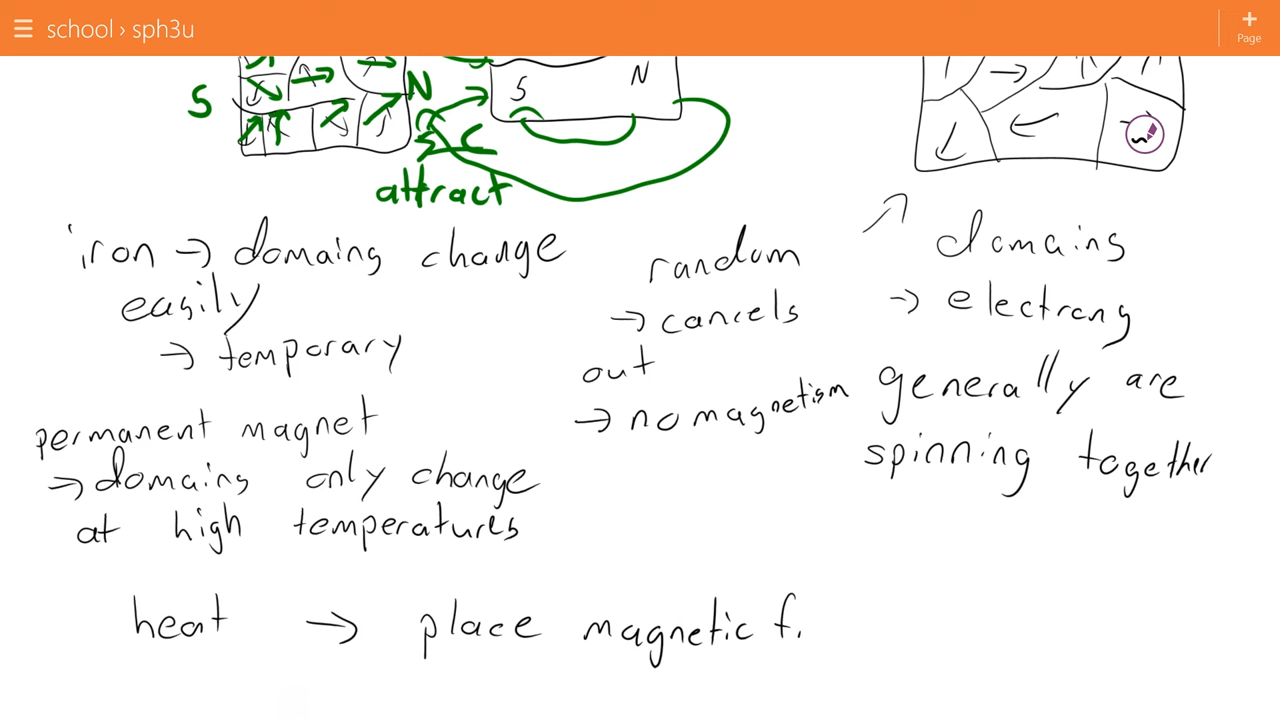 school › sph3u
Page
S
N
S
N
attract
iron → domains change
easily
→ temporary
permanent magnet
→ domains only change
at high temperatures
random
→ cancels
out
→ no magnetism
domains
→ electrons
generally are
spinning together
heat → place magnetic f.